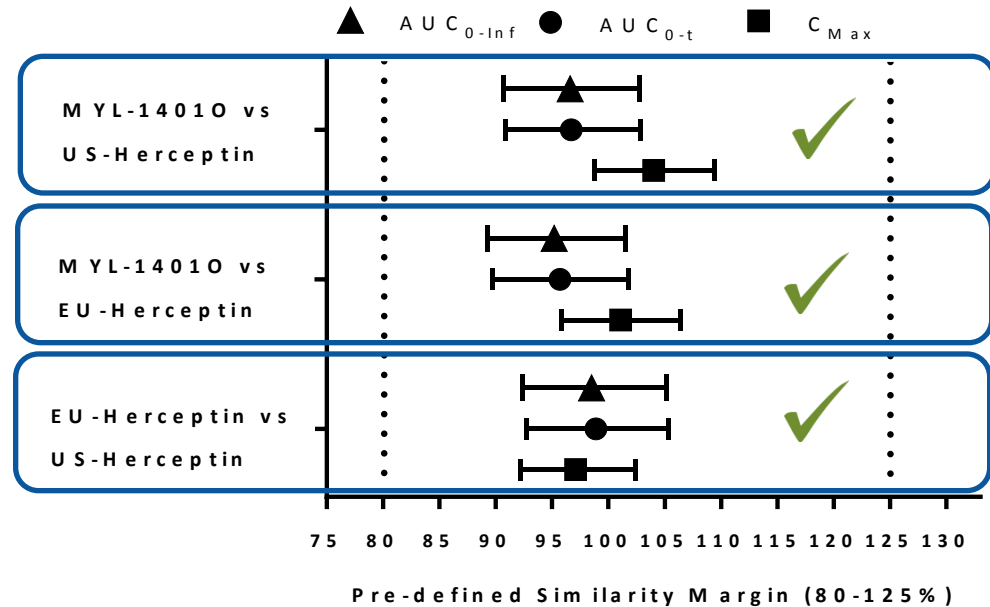 AUC0-Inf AUC0-t CMax
MYL-1401O vs
US-Herceptin
MYL-1401O vs
EU-Herceptin
EU-Herceptin vs
US-Herceptin
75 80 85 90 95 100 105 110 115 120 125 130
Pre-defined Similarity Margin (80-125%)